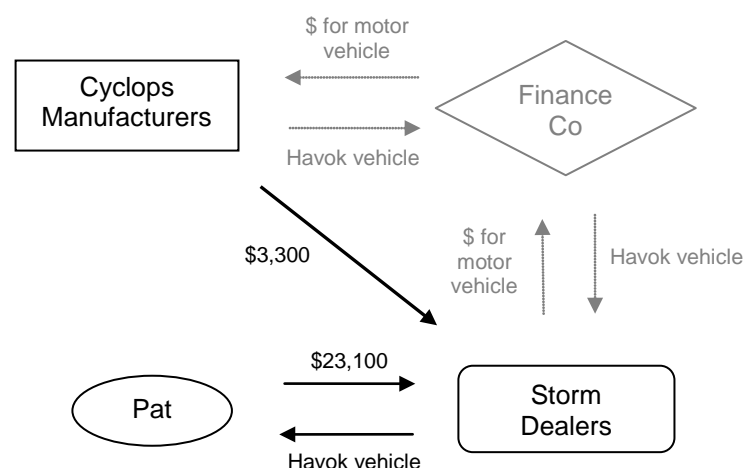 $ for motor
vehicle
Cyclops
Manufacturers
Finance
Co
Havok vehicle
$3,300
$ for
motor
vehicle
Havok vehicle
$23,100
Pat
Storm
Dealers
Havok vehicle